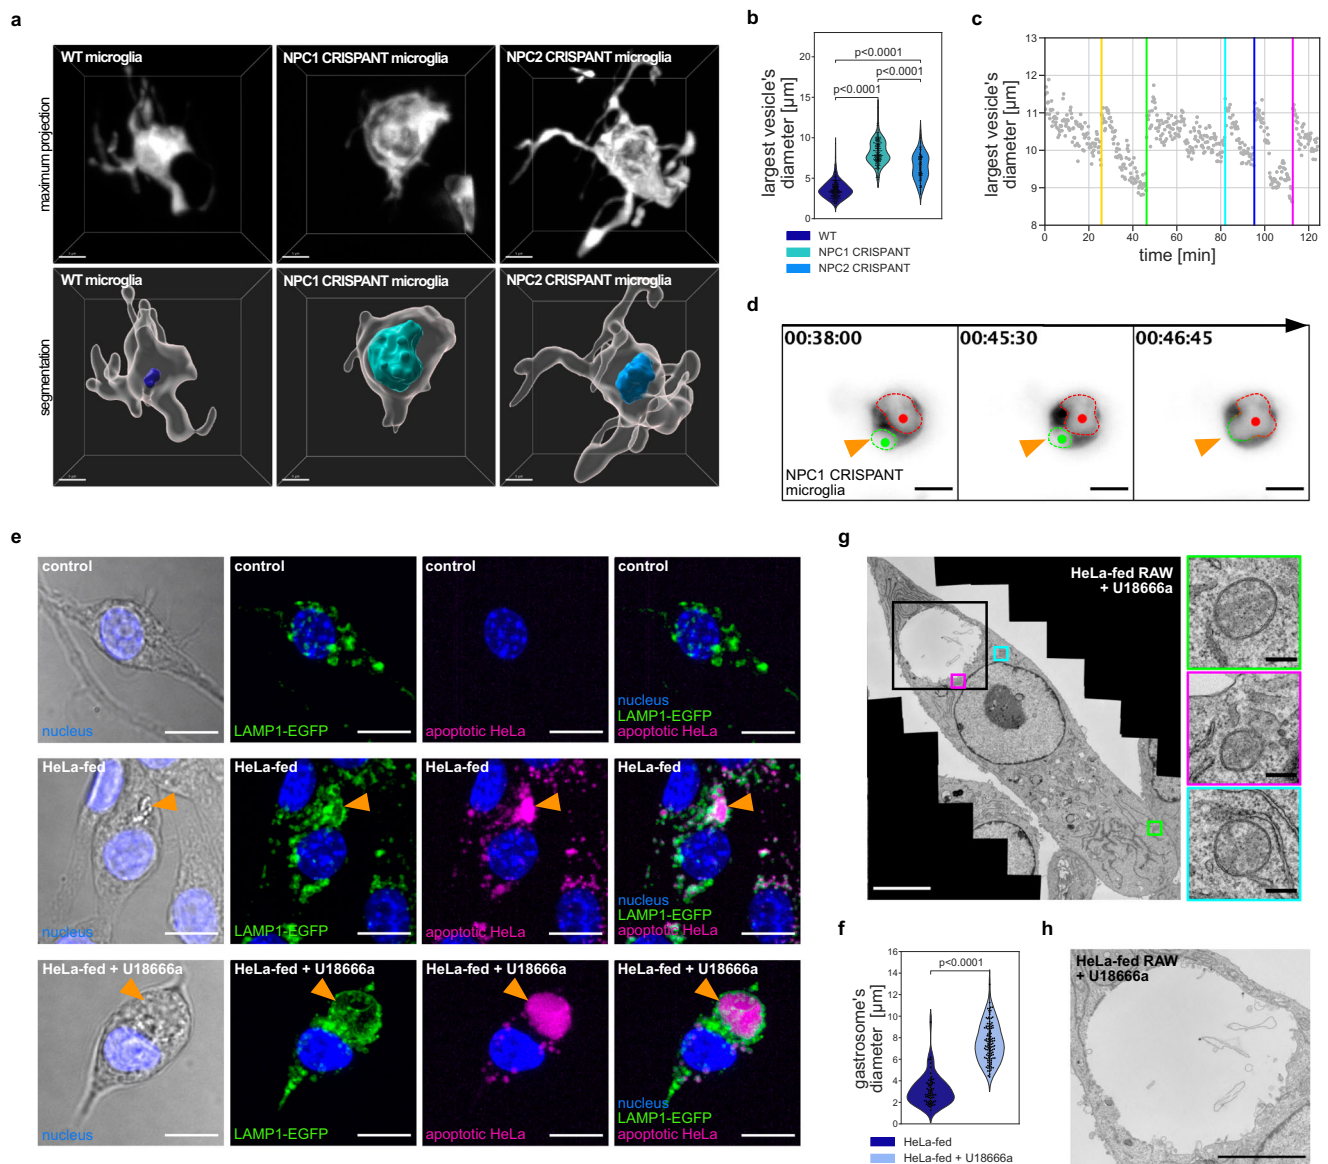 a
WT microglia
NPC1 CRISPANT microglia
NPC2 CRISPANT microglia
maximum projection
WT microglia
NPC1 CRISPANT microglia
NPC2 CRISPANT microglia
segmentation
b
largest vesicle's
diameter [µm]
20
15
10
5
0
p<0.0001
p<0.0001
p<0.0001
WT
NPC1 CRISPANT
NPC2 CRISPANT
c
largest vesicle's
diameter [µm]
13
12
11
10
9
8
0 20 40 60 80 100 120
time [min]
d
00:38:00
00:45:30
00:46:45
NPC1 CRISPANT
microglia
e
control
nucleus
control
LAMP1-EGFP
control
apoptotic HeLa
control
nucleus
LAMP1-EGFP
apoptotic HeLa
HeLa-fed
nucleus
HeLa-fed
LAMP1-EGFP
HeLa-fed
apoptotic HeLa
HeLa-fed
nucleus
LAMP1-EGFP
apoptotic HeLa
HeLa-fed + U18666a
nucleus
HeLa-fed + U18666a
LAMP1-EGFP
HeLa-fed + U18666a
apoptotic HeLa
HeLa-fed + U18666a
nucleus
LAMP1-EGFP
apoptotic HeLa
g
HeLa-fed RAW
+ U18666a
f
gastrosome's
diameter [µm]
16
14
12
10
8
6
4
2
0
p<0.0001
HeLa-fed
HeLa-fed + U18666a
h
HeLa-fed RAW
+ U18666a